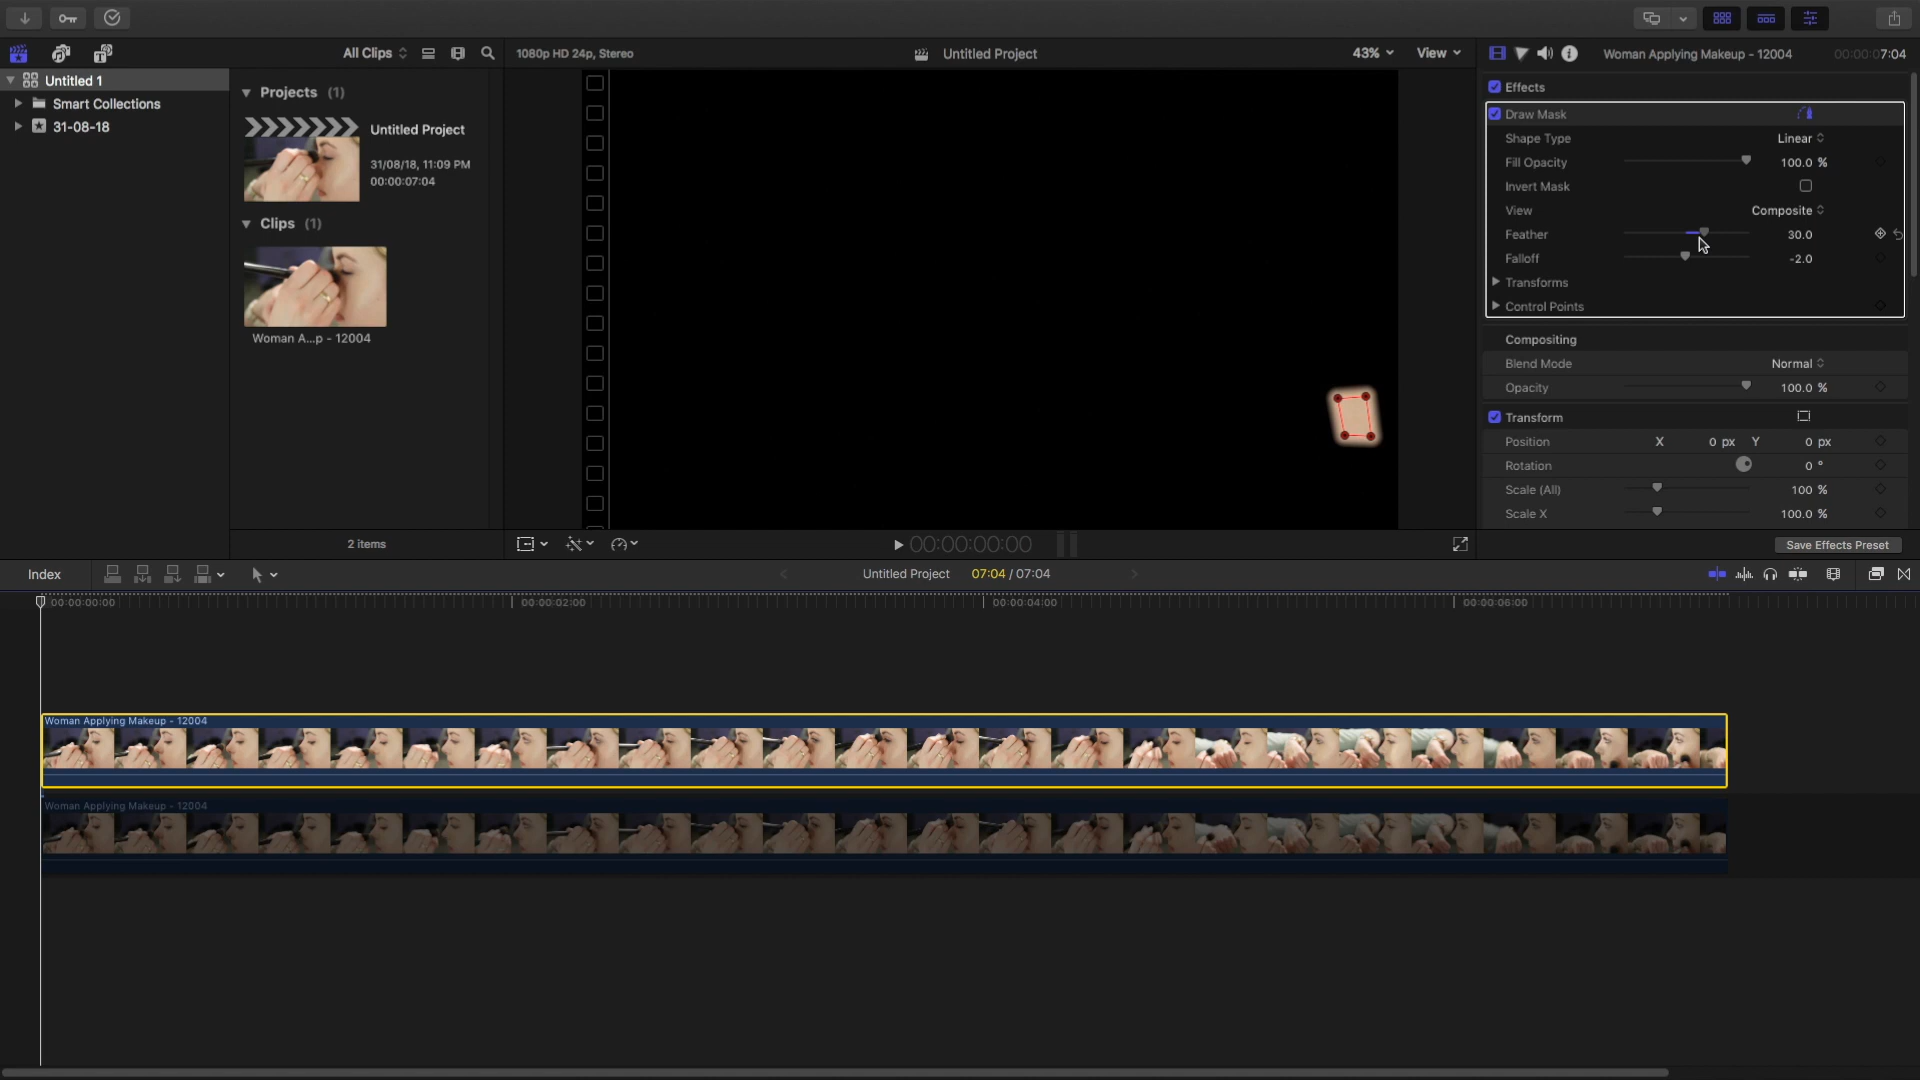 All Clips
1080p HD 24p, Stereo
Untitled Project
43%
View
Woman Applying Makeup - 12004
00:00:07:04
Untitled 1
Smart Collections
31-08-18
Projects (1)
Untitled Project
31/08/18, 11:09 PM
00:00:07:04
Clips (1)
Woman A...p - 12004
2 items
00:00:00:00
Effects
Draw Mask
Shape Type Linear
Fill Opacity 100.0 %
Invert Mask
View Composite
Feather 30.0
Falloff -2.0
Transforms
Control Points
Compositing
Blend Mode Normal
Opacity 100.0 %
Transform
Position X 0 px Y 0 px
Rotation 0 °
Scale (All) 100 %
Scale X 100.0 %
Save Effects Preset
Index
Untitled Project 07:04 / 07:04
00:00:00:00 00:00:02:00 00:00:04:00 00:00:06:00
Woman Applying Makeup - 12004
Woman Applying Makeup - 12004